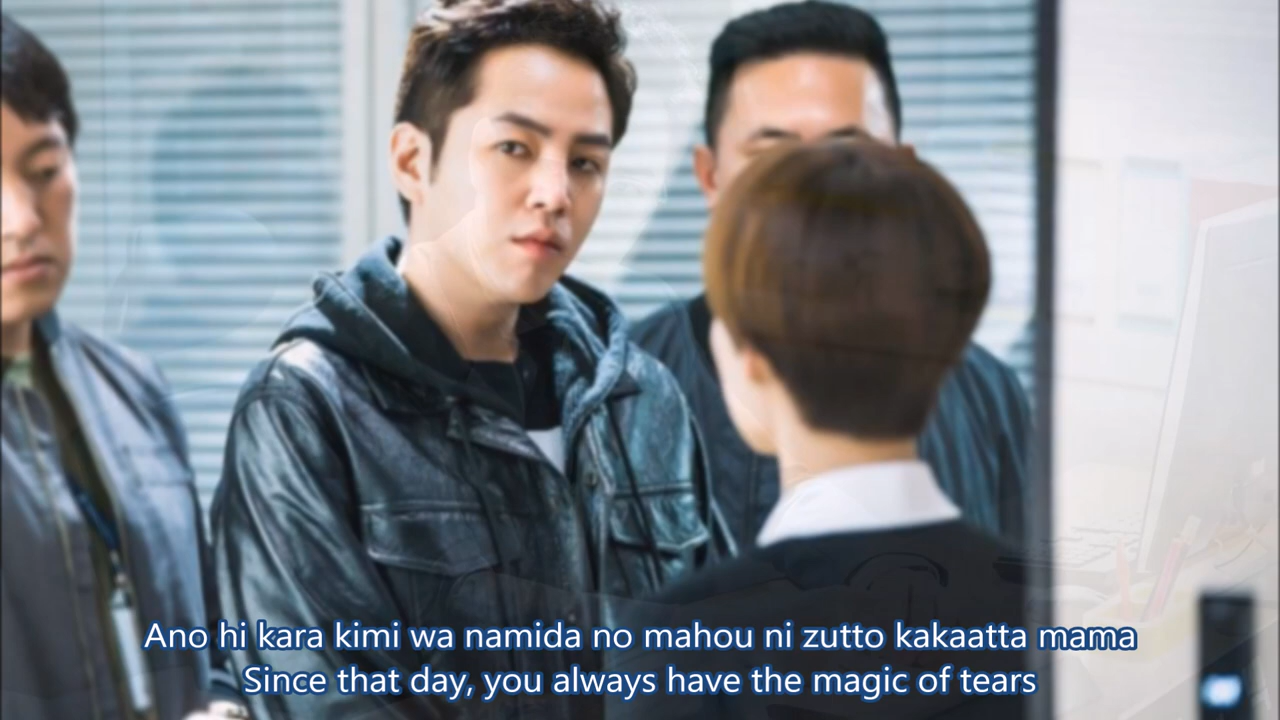 Ano hi kara kimi wa namida no mahou ni zutto kakaatta mama
Since that day, you always have the magic of tears